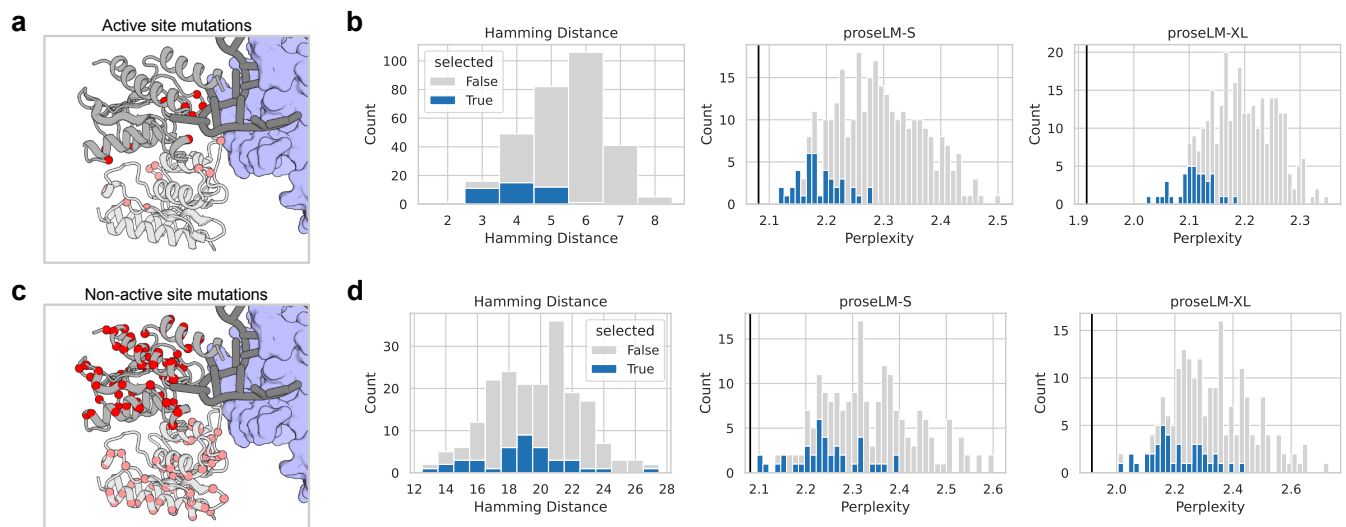 a
Active site mutations
b
Hamming Distance
selected
False
True
Count
100
80
60
40
20
0
2 3 4 5 6 7 8
Hamming Distance
proseLM-S
Count
15
10
5
0
2.1 2.2 2.3 2.4 2.5
Perplexity
proseLM-XL
Count
20
15
10
5
0
1.9 2.0 2.1 2.2 2.3
Perplexity
c
Non-active site mutations
d
Hamming Distance
selected
False
True
Count
30
20
10
0
12 14 16 18 20 22 24 26 28
Hamming Distance
proseLM-S
Count
15
10
5
0
2.1 2.2 2.3 2.4 2.5 2.6
Perplexity
proseLM-XL
Count
15
10
5
0
2.0 2.2 2.4 2.6
Perplexity